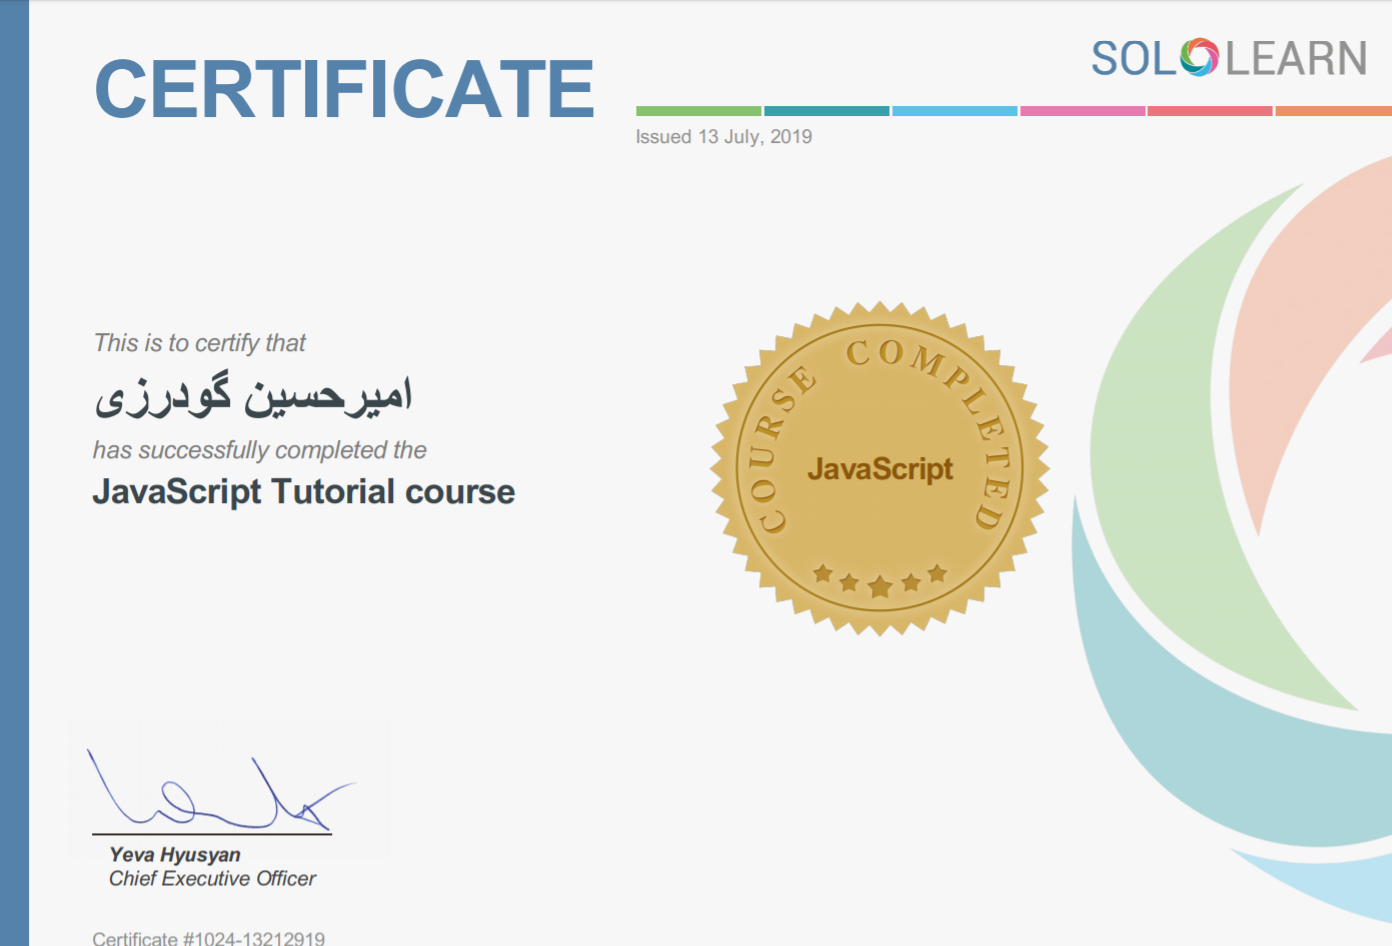 CERTIFICATE
SOLOLEARN
Issued 13 July, 2019
This is to certify that
امیرحسین گودرزی
has successfully completed the
JavaScript Tutorial course
COURSE COMPLETED
JavaScript
Yeva Hyusyan
Chief Executive Officer
Certificate #1024-13212919